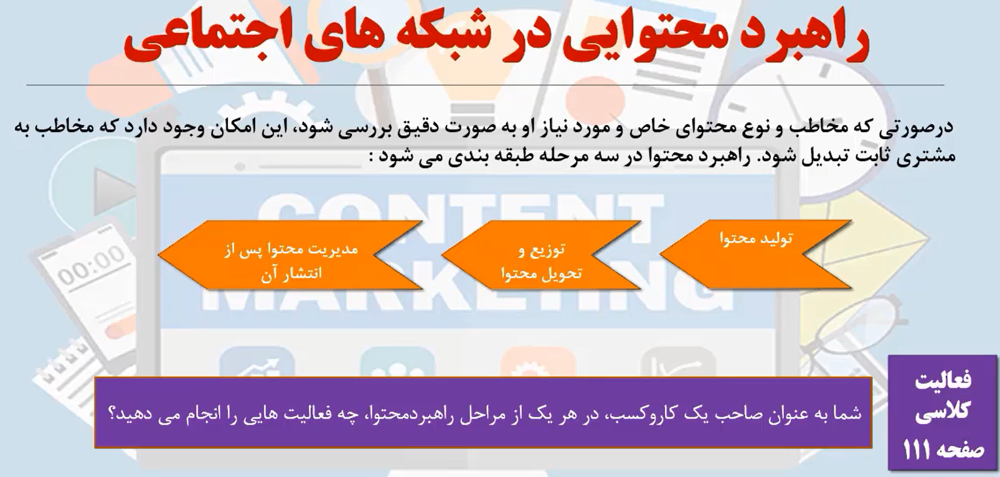 راهبرد محتوایی در شبکه های اجتماعی
درصورتی که مخاطب و نوع محتوای خاص و مورد نیاز او به صورت دقیق بررسی شود، این امکان وجود دارد که مخاطب به
مشتری ثابت تبدیل شود. راهبرد محتوا در سه مرحله طبقه بندی می شود :
تولید محتوا
توزیع و
تحویل محتوا
مدیریت محتوا پس از
انتشار آن
CONTENT
MARKETING
00:00
فعالیت
کلاسی
صفحه ۱۱۱
شما به عنوان صاحب یک کاروکسب، در هر یک از مراحل راهبردمحتوا، چه فعالیت هایی را انجام می دهید؟